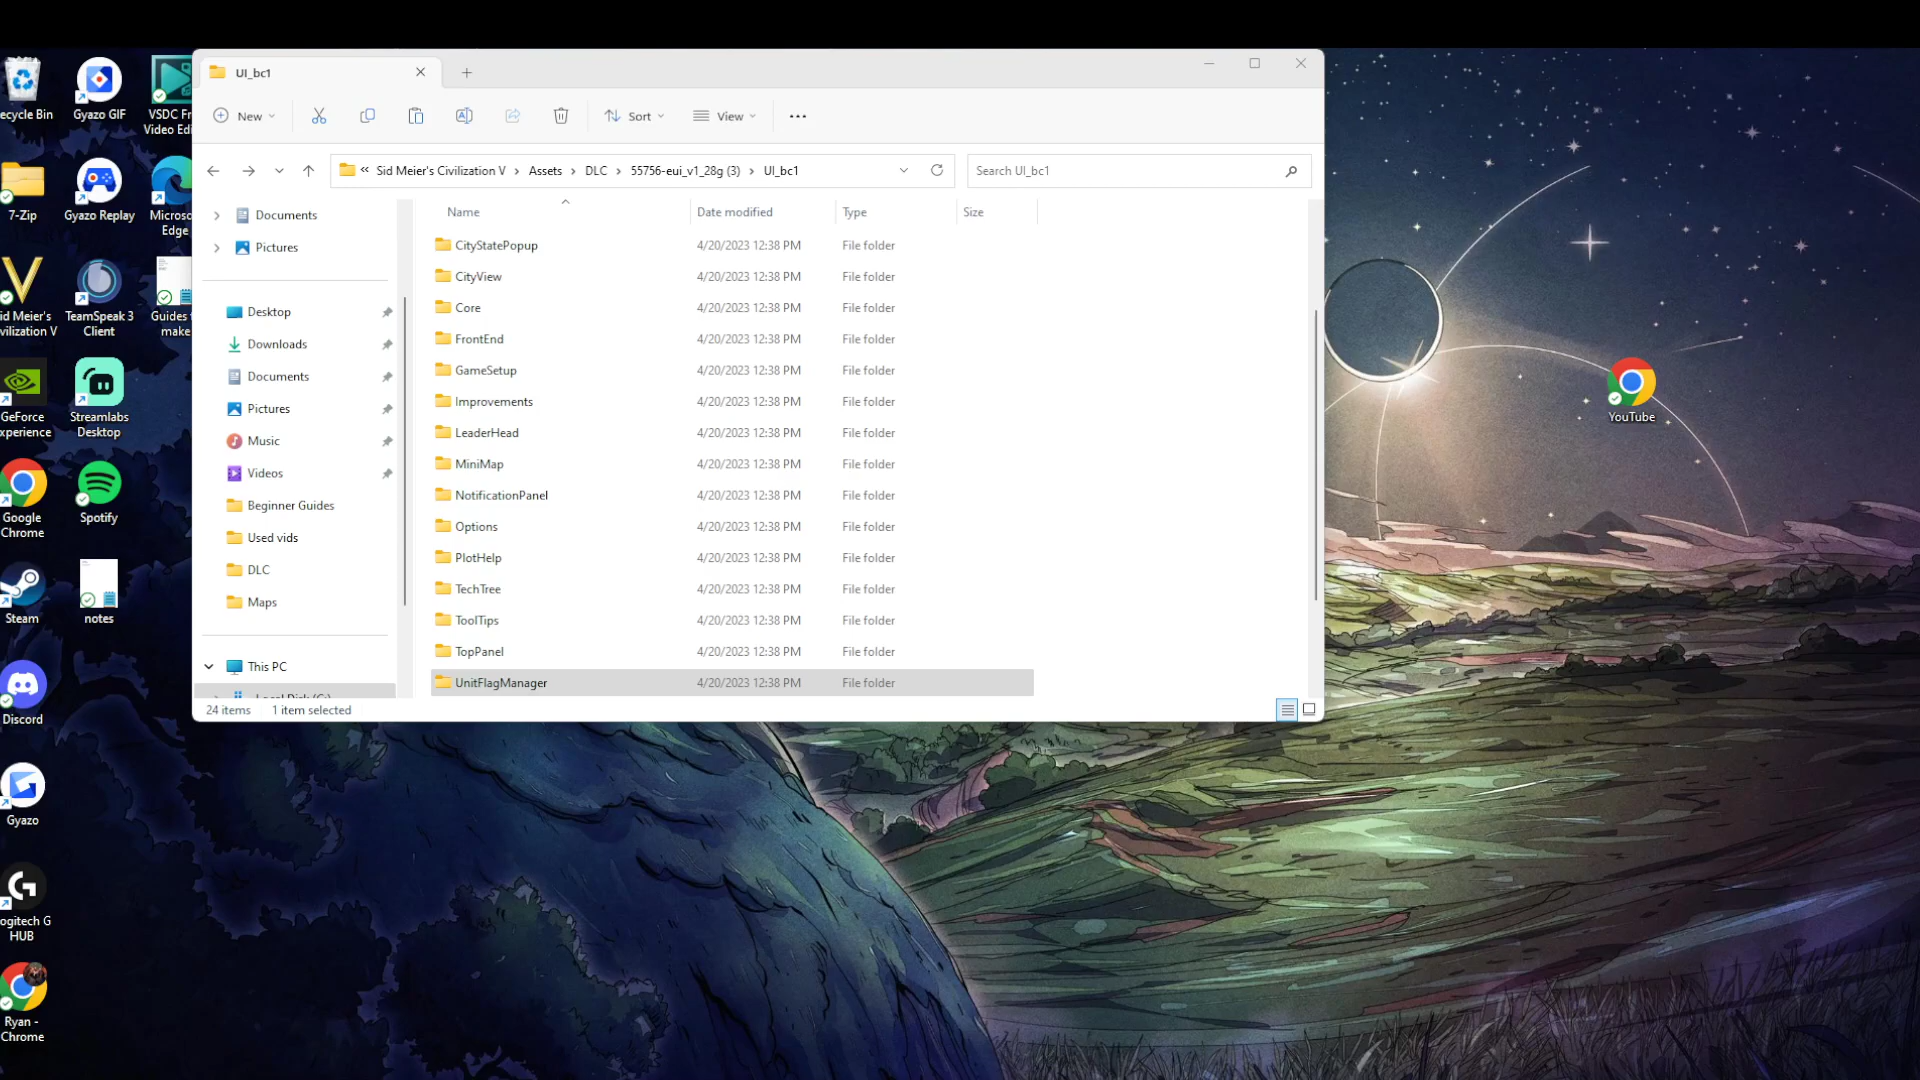 UI_bc1
New
Sort
View
Sid Meier's Civilization V
Assets
DLC
55756-eui_v1_28g (3)
UI_bc1
Search UI_bc1
Documents
Pictures
Desktop
Downloads
Documents
Pictures
Music
Videos
Beginner Guides
Used vids
DLC
Maps
This PC
Local Disk (C:)
Name Date modified Type Size
CityStatePopup 4/20/2023 12:38 PM File folder
CityView 4/20/2023 12:38 PM File folder
Core 4/20/2023 12:38 PM File folder
FrontEnd 4/20/2023 12:38 PM File folder
GameSetup 4/20/2023 12:38 PM File folder
Improvements 4/20/2023 12:38 PM File folder
LeaderHead 4/20/2023 12:38 PM File folder
MiniMap 4/20/2023 12:38 PM File folder
NotificationPanel 4/20/2023 12:38 PM File folder
Options 4/20/2023 12:38 PM File folder
PlotHelp 4/20/2023 12:38 PM File folder
TechTree 4/20/2023 12:38 PM File folder
ToolTips 4/20/2023 12:38 PM File folder
TopPanel 4/20/2023 12:38 PM File folder
UnitFlagManager 4/20/2023 12:38 PM File folder
24 items 1 item selected
ecycle Bin
Gyazo GIF
VSDC Fr
Video Edi
7-Zip
Gyazo Replay
Microso
Edge
id Meier's
vilization V
TeamSpeak 3
Client
Guides
make
GeForce
xperience
Streamlabs
Desktop
Google
Chrome
Spotify
Steam
notes
Discord
Gyazo
ogitech G
HUB
Ryan -
Chrome
YouTube